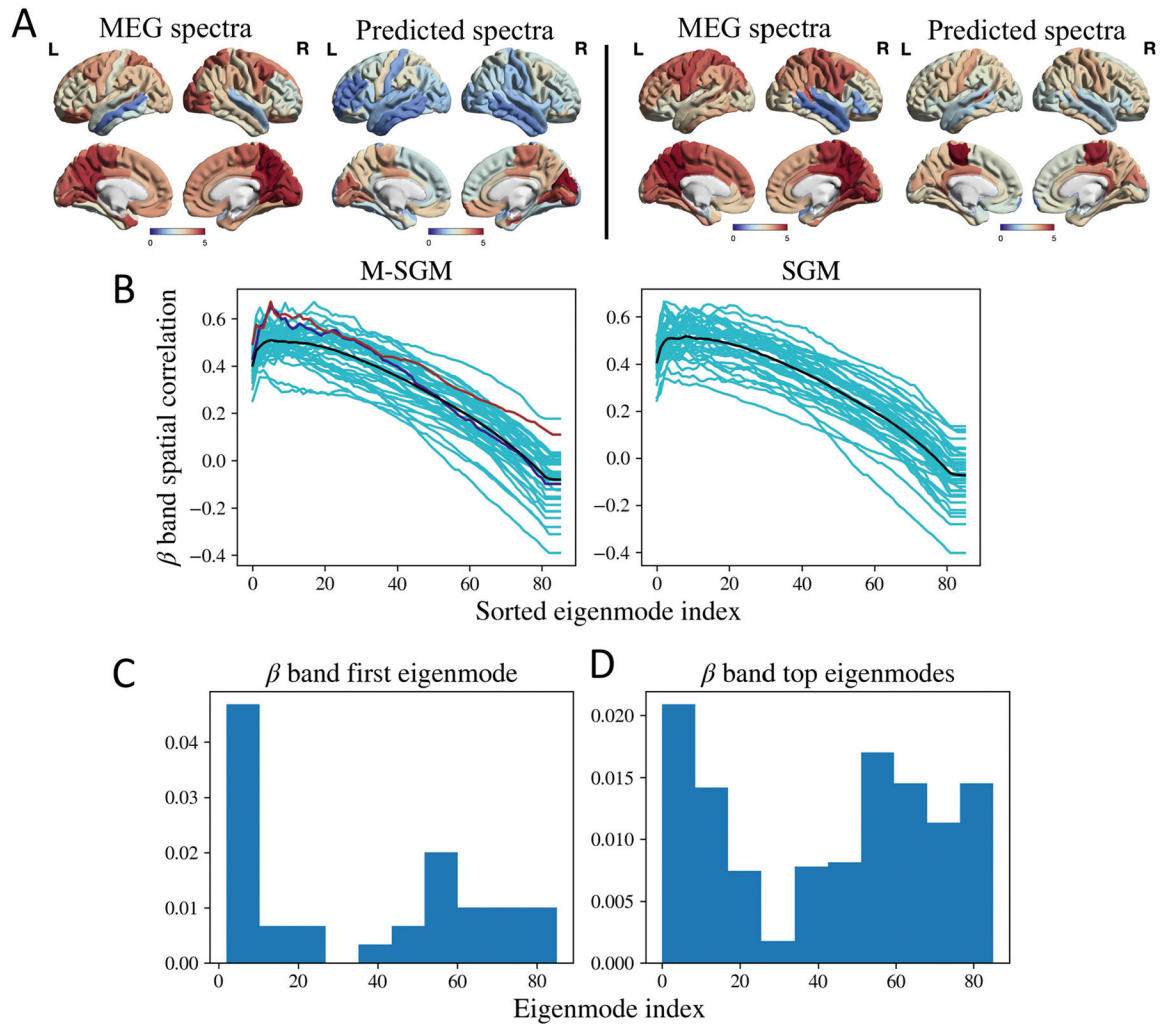 A
MEG spectra
Predicted spectra
MEG spectra
Predicted spectra
L R L R L R L R
0 5 0 5 0 5 0 5
M-SGM
SGM
B
β band spatial correlation
0.6
0.4
0.2
0.0
−0.2
−0.4
0 20 40 60 80
0.6
0.4
0.2
0.0
−0.2
−0.4
0 20 40 60 80
Sorted eigenmode index
C
β band first eigenmode
0.04
0.03
0.02
0.01
0.00
0 20 40 60 80
D
β band top eigenmodes
0.020
0.015
0.010
0.005
0.000
0 20 40 60 80
Eigenmode index